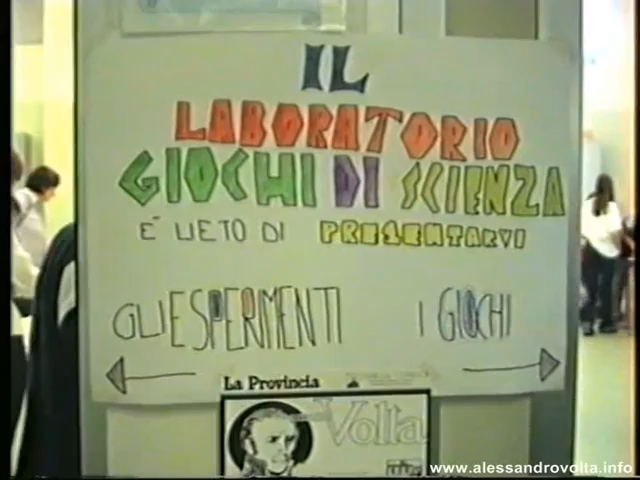 IL
LABORATORIO
GIOCHI DI SCIENZA
E' LIETO DI PRESENTARVI
GLI ESPERIMENTI I GIOCHI
La Provincia
Volta
www.alessandrovolta.info